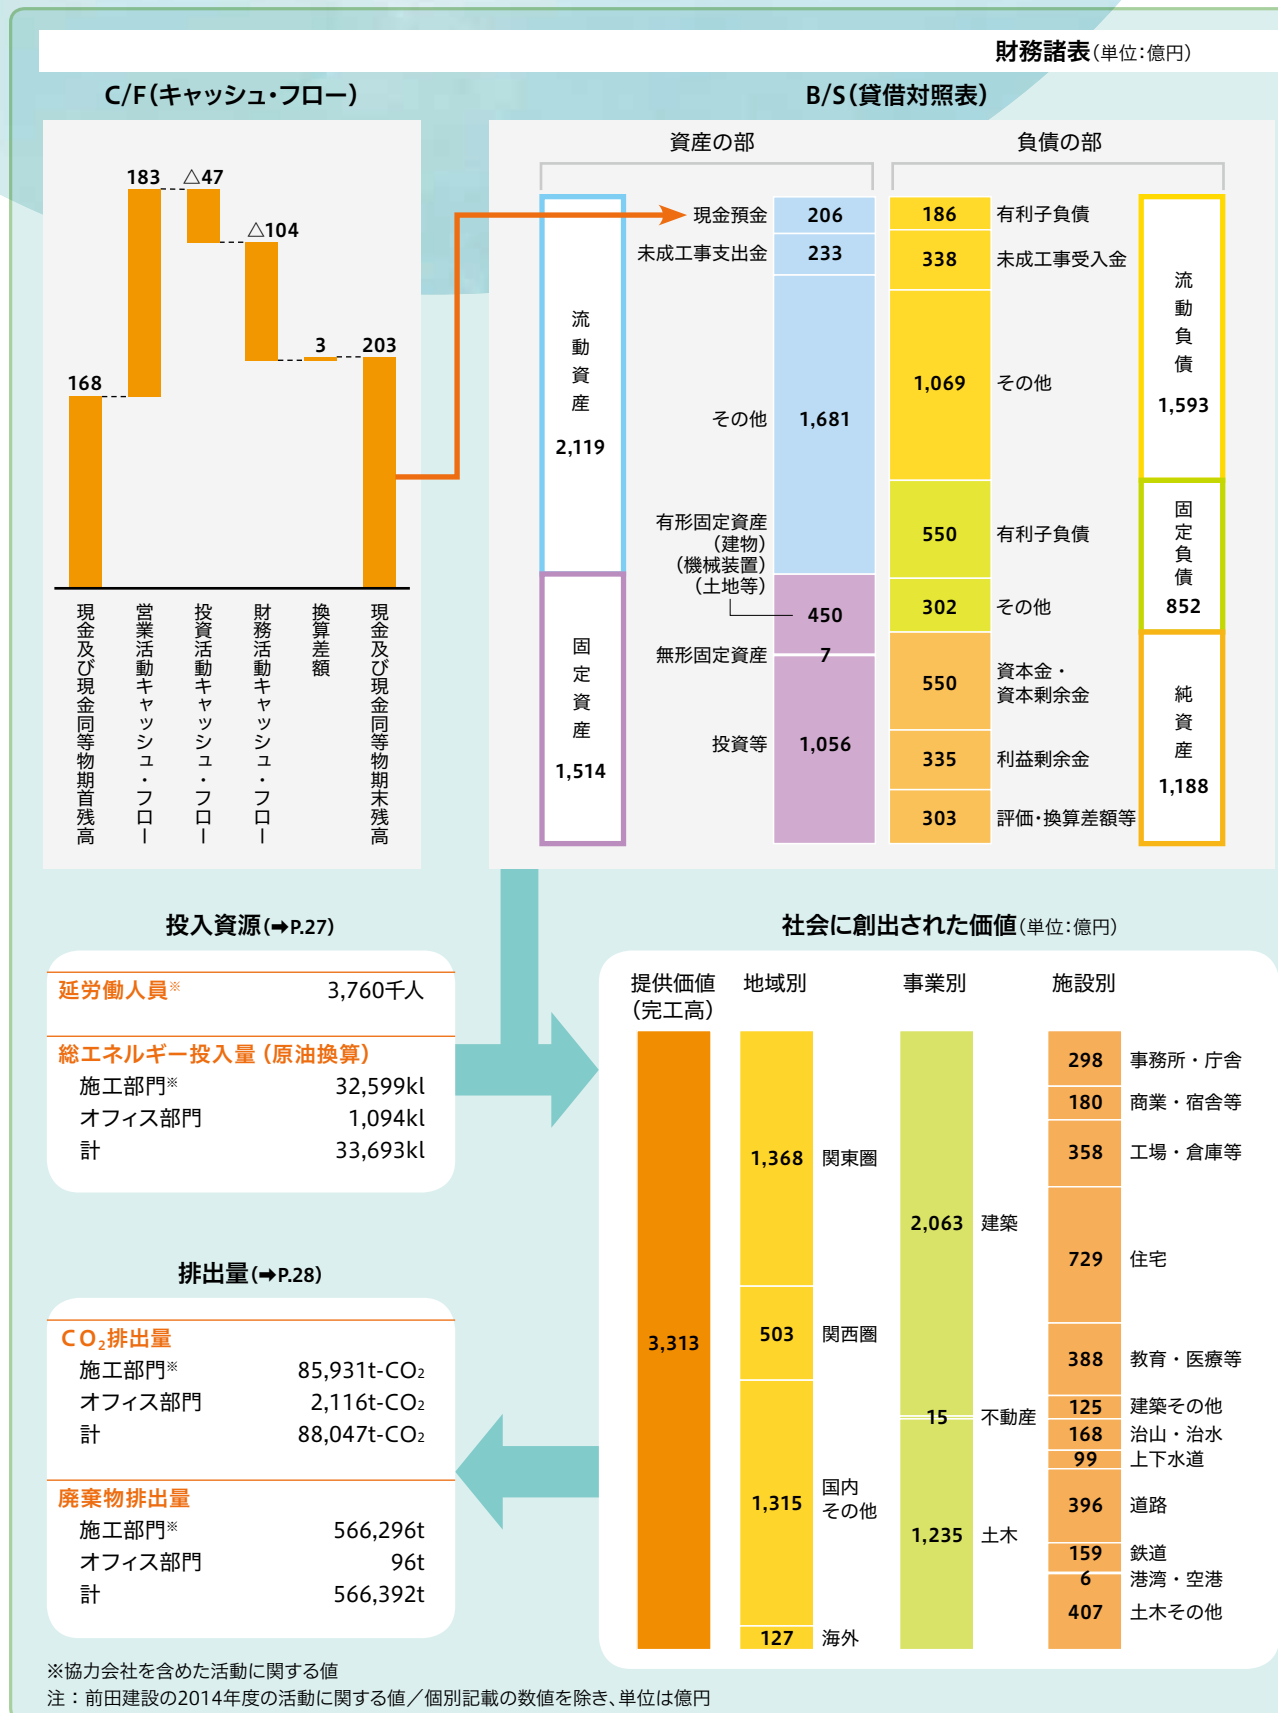 財務諸表(単位:億円)
C/F(キャッシュ・フロー)
168
183
△47
△104
3
203
現金及び現金同等物期首残高
営業活動キャッシュ・フロー
投資活動キャッシュ・フロー
財務活動キャッシュ・フロー
換算差額
現金及び現金同等物期末残高
B/S(貸借対照表)
資産の部
負債の部
流動資産
2,119
固定資産
1,514
現金預金 206
未成工事支出金 233
その他 1,681
有形固定資産
(建物)
(機械装置)
(土地等)
450
無形固定資産 7
投資等 1,056
186 有利子負債
338 未成工事受入金
1,069 その他
550 有利子負債
302 その他
550 資本金・
資本剰余金
335 利益剰余金
303 評価・換算差額等
流動負債
1,593
固定負債
852
純資産
1,188
投入資源(➡P.27)
延労働人員※ 3,760千人
総エネルギー投入量(原油換算)
施工部門※ 32,599kl
オフィス部門 1,094kl
計 33,693kl
排出量(➡P.28)
CO₂排出量
施工部門※ 85,931t-CO₂
オフィス部門 2,116t-CO₂
計 88,047t-CO₂
廃棄物排出量
施工部門※ 566,296t
オフィス部門 96t
計 566,392t
社会に創出された価値(単位:億円)
提供価値
(完工高)
3,313
地域別
1,368 関東圏
503 関西圏
1,315 国内
その他
127 海外
事業別
2,063 建築
15 不動産
1,235 土木
施設別
298 事務所・庁舎
180 商業・宿舎等
358 工場・倉庫等
729 住宅
388 教育・医療等
125 建築その他
168 治山・治水
99 上下水道
396 道路
159 鉄道
6 港湾・空港
407 土木その他
※協力会社を含めた活動に関する値
注:前田建設の2014年度の活動に関する値/個別記載の数値を除き、単位は億円